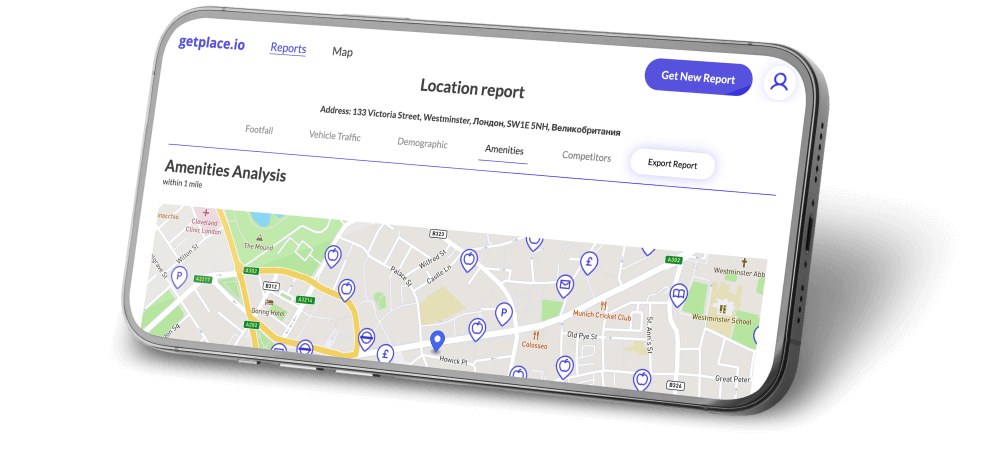 getplace.io
Reports
Map
Get New Report
Location report
Address: 133 Victoria Street, Westminster, Лондон, SW1E 5NH, Великобритания
Footfall
Vehicle Traffic
Demographic
Amenities
Competitors
Export Report
Amenities Analysis
within 1 mile
Cleveland
Clinic London
The Mound
B323
Wilfred St
Castle Ln
Palace St
A302
A302
Westminster Abb
Wilton St
P
A3217
B312
A3214
Goring Hotel
£
Munich Cricket Club
Westminster School
A202
P
Colosseo
Old Pye St
St. Ann's St
£
Howick Pl
B326
Great Peter